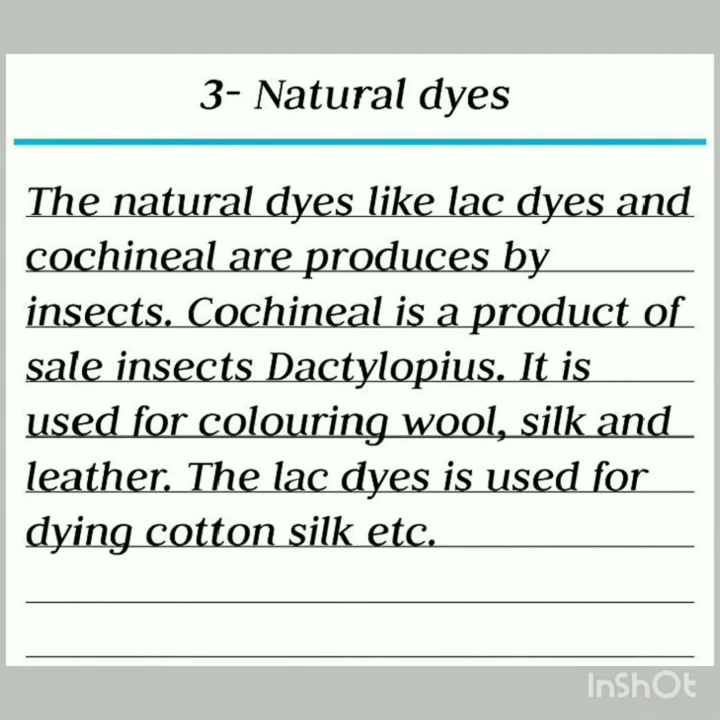 3- Natural dyes
The natural dyes like lac dyes and
cochineal are produces by
insects. Cochineal is a product of
sale insects Dactylopius. It is
used for colouring wool, silk and
leather. The lac dyes is used for
dying cotton silk etc.
InShOt